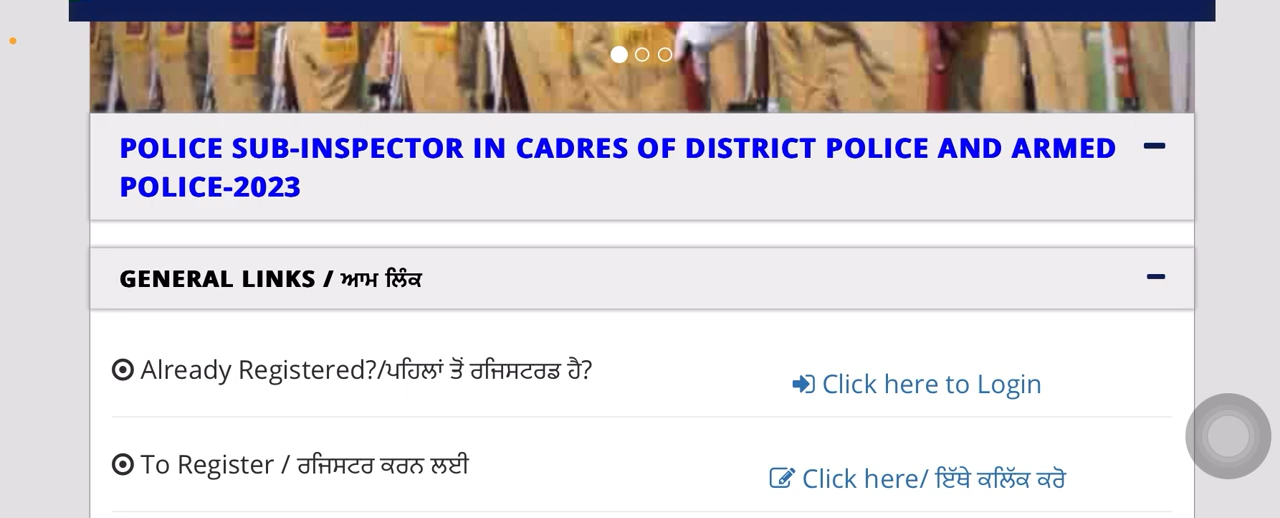 POLICE SUB-INSPECTOR IN CADRES OF DISTRICT POLICE AND ARMED
POLICE-2023
GENERAL LINKS / ਆਮ ਲਿੰਕ
Already Registered?/ਪਹਿਲਾਂ ਤੋਂ ਰਜਿਸਟਰਡ ਹੈ?
Click here to Login
To Register / ਰਜਿਸਟਰ ਕਰਨ ਲਈ
Click here/ ਇੱਥੇ ਕਲਿੱਕ ਕਰੋ